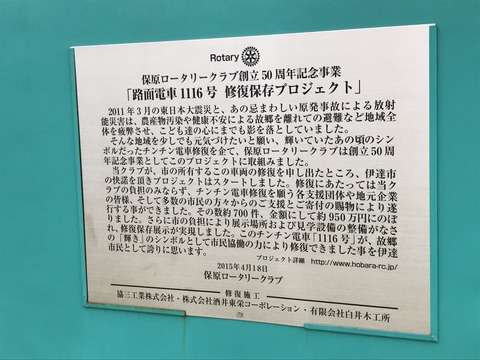 Rotary
保原ロータリークラブ創立50周年記念事業
「路面電車1116号 修復保存プロジェクト」
2011年3月の東日本大震災と、あの忌まわしい原発事故による放射
能災害は、農産物汚染や健康不安による故郷を離れての避難など地域全
体を疲弊させ、こども達の心にまでも影を落としていました。
そんな地域を少しでも元気づけたいと願い、輝いていたあの頃のシン
ボルだったチンチン電車修復を企て、保原ロータリークラブは創立50周
年記念事業としてこのプロジェクトに取組みました。
当クラブが、市の所有するこの車両の修復を申し出たところ、伊達市
の快諾を頂きプロジェクトはスタートしました。修復にあたっては当ク
ラブの負担のみならず、チンチン電車修復を願う各支援団体や地元企業
の皆様、そして多数の市民の方々からのご支援とご寄付の賜物により遂
行する事ができました。その数約700件、金額にして約950万円にのぼ
りました。さらに市の負担により展示場所および見学設備の整備がなさ
れ、修復保存展示が実現しました。このチンチン電車「1116号」が、故郷
の「輝き」のシンボルとして市民協働の力により修復できました事を伊達
市民として誇りに思います。
プロジェクト詳細 http://www.hobara-rc.jp/
2015年4月18日
保原ロータリークラブ
修復施工
協三工業株式会社・株式会社酒井東栄コーポレーション・有限会社白井木工所